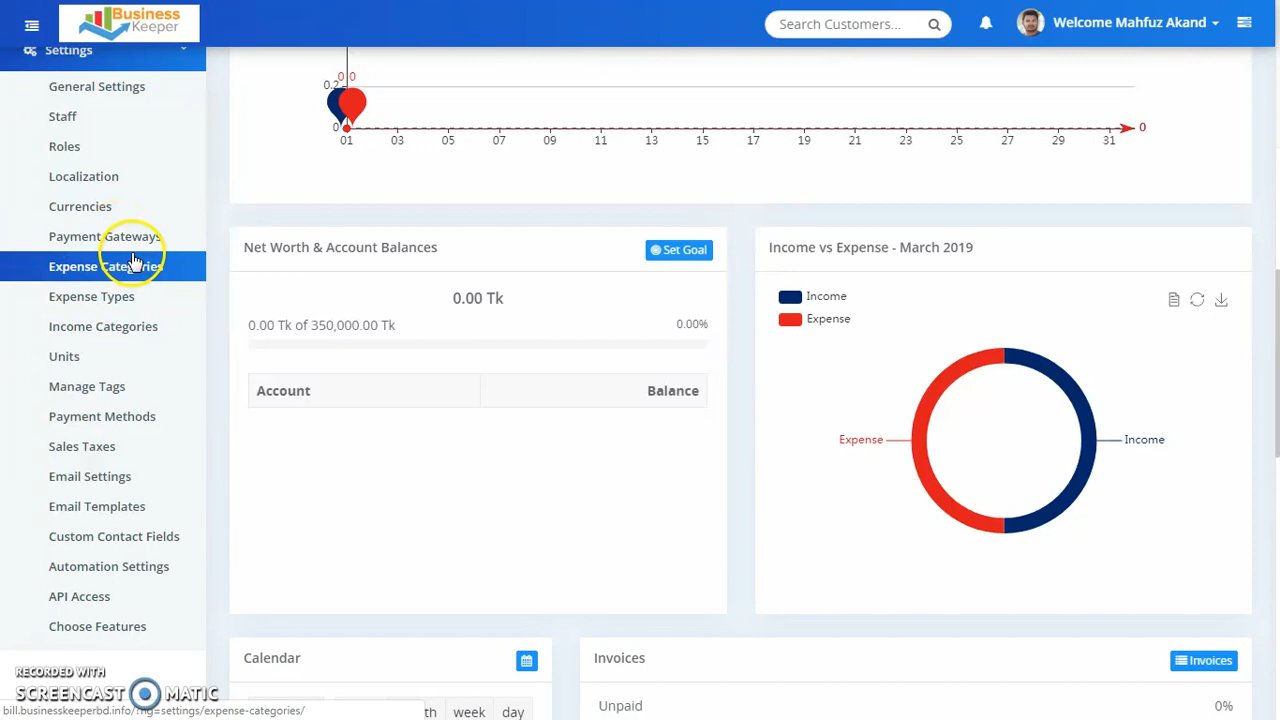 Business
Keeper
Search Customers...
Welcome Mahfuz Akand
Settings
General Settings
Staff
Roles
Localization
Currencies
Payment Gateways
Expense Categories
Expense Types
Income Categories
Units
Manage Tags
Payment Methods
Sales Taxes
Email Settings
Email Templates
Custom Contact Fields
Automation Settings
API Access
Choose Features
0.2
0 0
0
0
01 03 05 07 09 11 13 15 17 19 21 23 25 27 29 31
Net Worth & Account Balances
Set Goal
0.00 Tk
0.00 Tk of 350,000.00 Tk
0.00%
Account Balance
Income vs Expense - March 2019
Income
Expense
Expense
Income
Calendar
week day
Invoices
Invoices
Unpaid 0%
RECORDED WITH
SCREENCAST MATIC
bill.businesskeeperbd.info/?ng=settings/expense-categories/